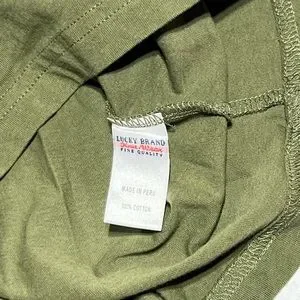 LUCKY BRAND
FINE QUALITY
MADE IN PERU
100% COTTON